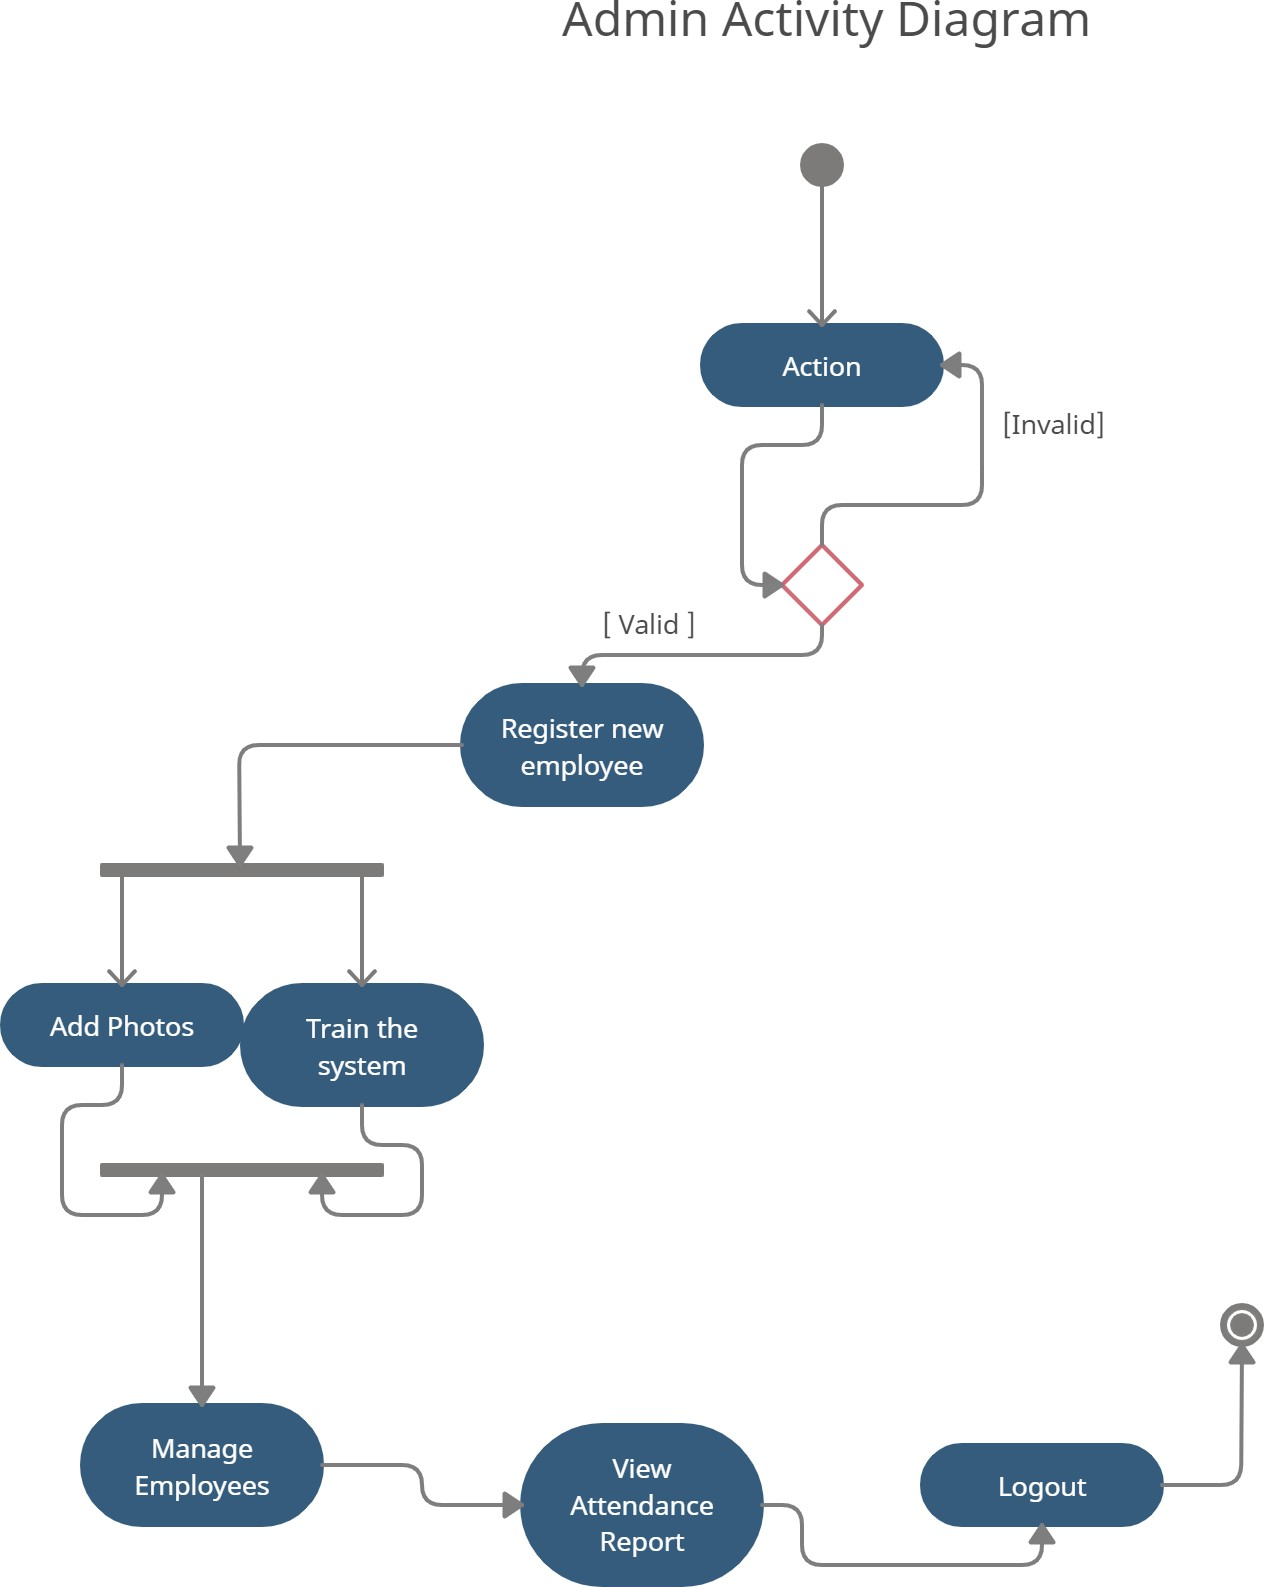 Admin Activity Diagram
Action
[Invalid]
[ Valid ]
Register new
employee
Add Photos
Train the
system
Manage
Employees
View
Attendance
Report
Logout